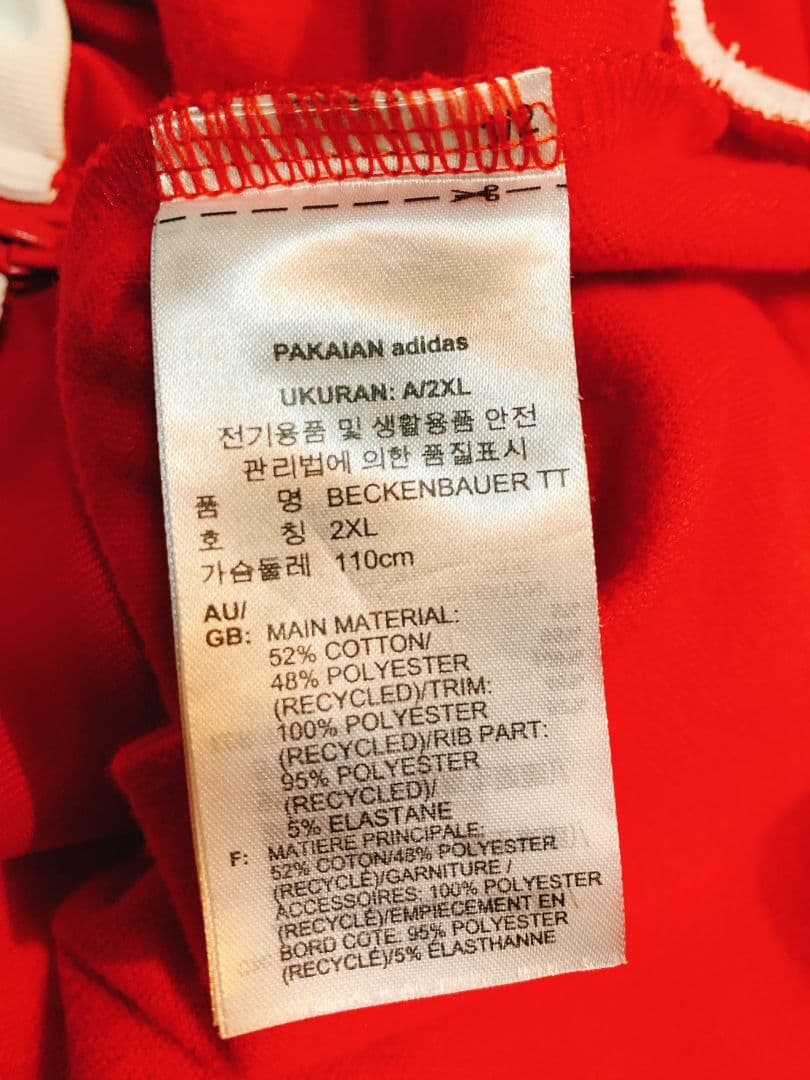 PAKAIAN adidas
UKURAN: A/2XL
전기용품 및 생활용품 안전
관리법에 의한 품질표시
품 명 BECKENBAUER TT
호 칭 2XL
가슴둘레 110cm
AU/
GB: MAIN MATERIAL:
52% COTTON/
48% POLYESTER
(RECYCLED)/TRIM:
100% POLYESTER
(RECYCLED)/RIB PART:
95% POLYESTER
(RECYCLED)/
5% ELASTANE
F: MATIERE PRINCIPALE:
52% COTON/48% POLYESTER
(RECYCLÉ)/GARNITURE /
ACCESSOIRES: 100% POLYESTER
(RECYCLÉ)/EMPIECEMENT EN
BORD COTE: 95% POLYESTER
(RECYCLÉ)/5% ÉLASTHANNE